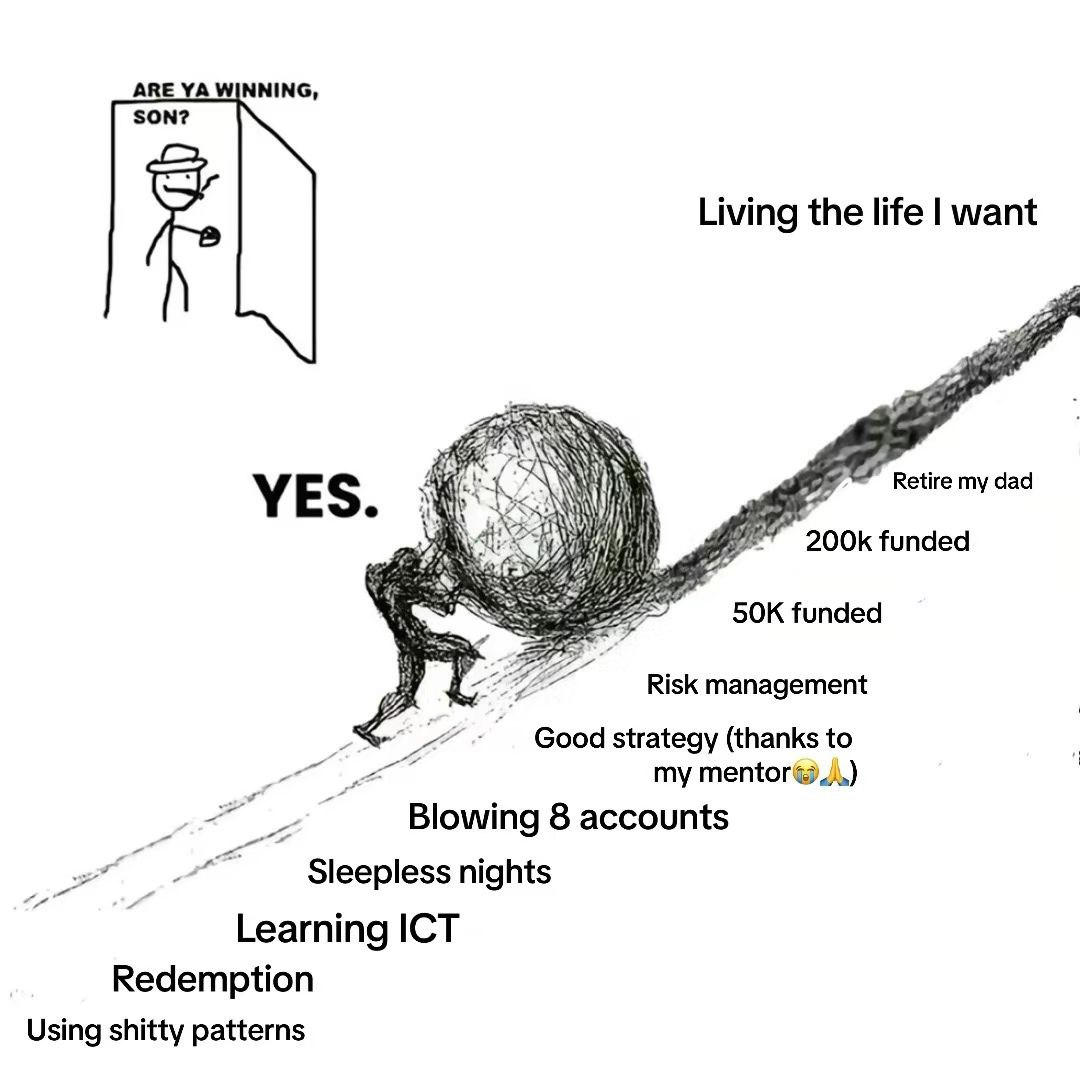 ARE YA WINNING,
SON?
Living the life I want
YES.
Retire my dad
200k funded
50K funded
Risk management
Good strategy (thanks to
my mentor😭🙏)
Blowing 8 accounts
Sleepless nights
Learning ICT
Redemption
Using shitty patterns